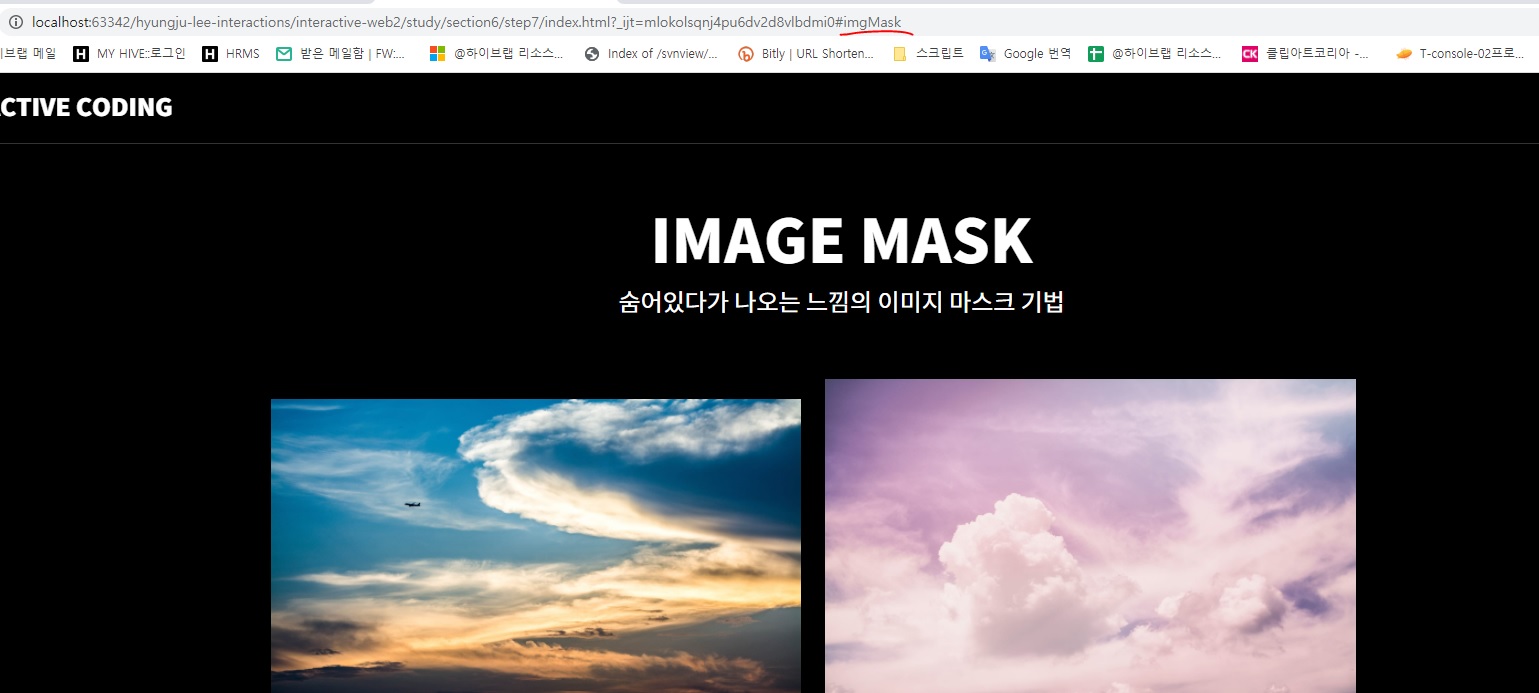 localhost:63342/hyungju-lee-interactions/interactive-web2/study/section6/step7/index.html?_ijt=mlokolsqnj4pu6dv2d8vlbdmi0#imgMask
이브랩 메일 MY HIVE::로그인 HRMS 받은 메일함 | FW:... @하이브랩 리소스... Index of /svnview/... Bitly | URL Shorten... 스크립트 Google 번역 @하이브랩 리소스... 클립아트코리아 -... T-console-02프로...
ACTIVE CODING
IMAGE MASK
숨어있다가 나오는 느낌의 이미지 마스크 기법